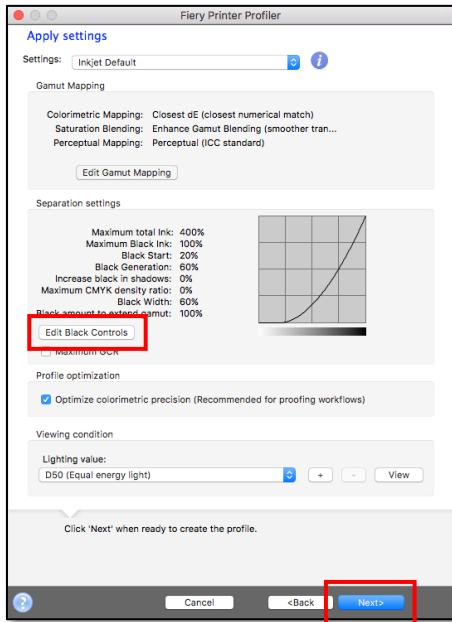 Fiery Printer Profiler
Apply settings
Settings: Inkjet Default i
Gamut Mapping
Colorimetric Mapping: Closest dE (closest numerical match)
Saturation Blending: Enhance Gamut Blending (smoother tran...
Perceptual Mapping: Perceptual (ICC standard)
Edit Gamut Mapping
Separation settings
Maximum total Ink: 400%
Maximum Black Ink: 100%
Black Start: 20%
Black Generation: 60%
Increase black in shadows: 0%
Maximum CMYK density ratio: 0%
Black Width: 60%
Black amount to extend gamut: 100%
Edit Black Controls
Maximum GCR
Profile optimization
Optimize colorimetric precision (Recommended for proofing workflows)
Viewing condition
Lighting value:
D50 (Equal energy light) + - View
Click 'Next' when ready to create the profile.
? Cancel <Back Next>